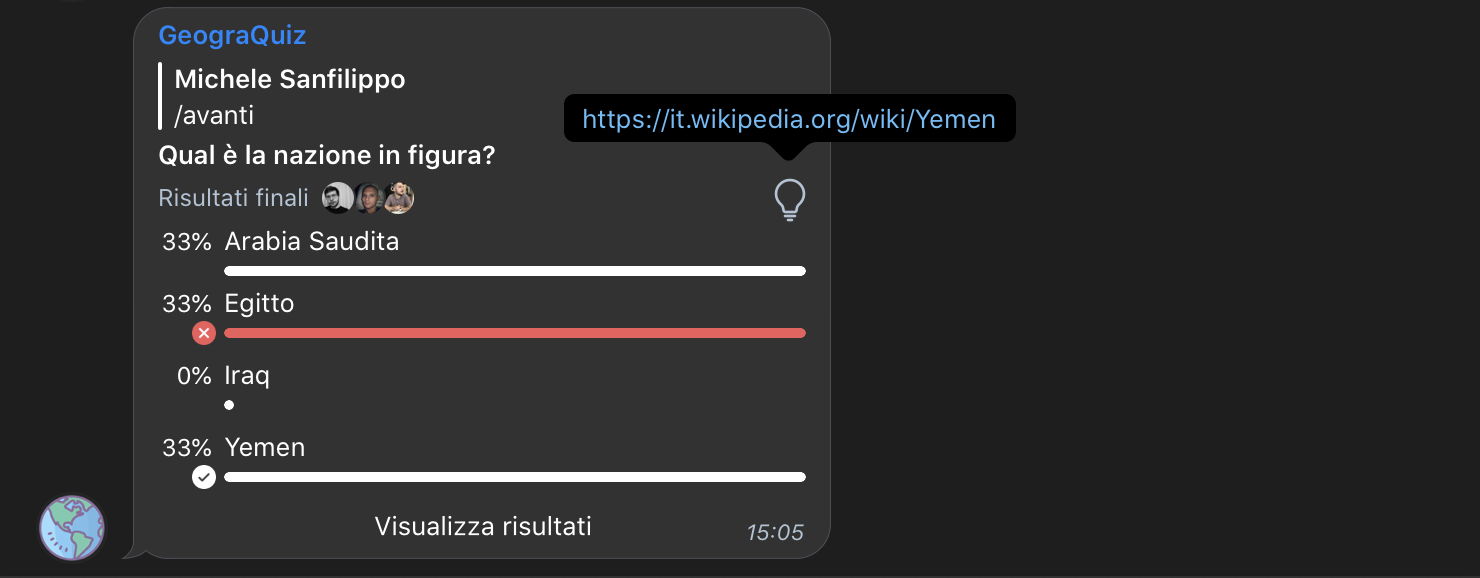 GeograQuiz
Michele Sanfilippo
/avanti
https://it.wikipedia.org/wiki/Yemen
Qual è la nazione in figura?
Risultati finali
33% Arabia Saudita
33% Egitto
0% Iraq
33% Yemen
Visualizza risultati
15:05